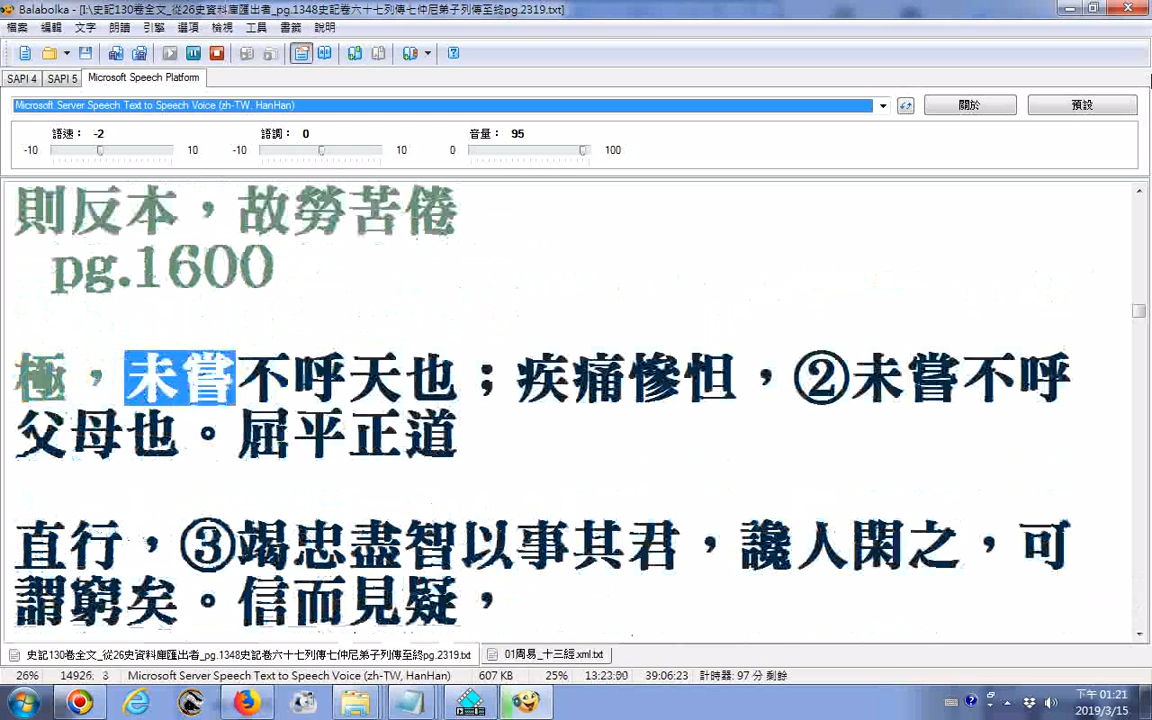 Balabolka - [I:\史記130卷全文_從26史資料庫匯出者_pg.1348史記卷六十七列傳七仲尼弟子列傳至終pg.2319.txt]
檔案 編輯 文字 朗讀 引擎 選項 檢視 工具 書籤 說明
SAPI 4 SAPI 5 Microsoft Speech Platform
Microsoft Server Speech Text to Speech Voice (zh-TW, HanHan) 關於 預設
語速： -2 語調： 0 音量： 95
-10 10 -10 10 0 100
則反本，故勞苦倦
pg.1600
極，未嘗不呼天也；疾痛慘怛，②未嘗不呼
父母也。屈平正道
直行，③竭忠盡智以事其君，讒人閒之，可
謂窮矣。信而見疑，
史記130卷全文_從26史資料庫匯出者_pg.1348史記卷六十七列傳七仲尼弟子列傳至終pg.2319.txt 01周易_十三經.xml.txt
26% 14926: 3 Microsoft Server Speech Text to Speech Voice (zh-TW, HanHan) 607 KB 25% 13:23:90 39:06:23 計時器: 97 分 剩餘
下午 01:21
2019/3/15